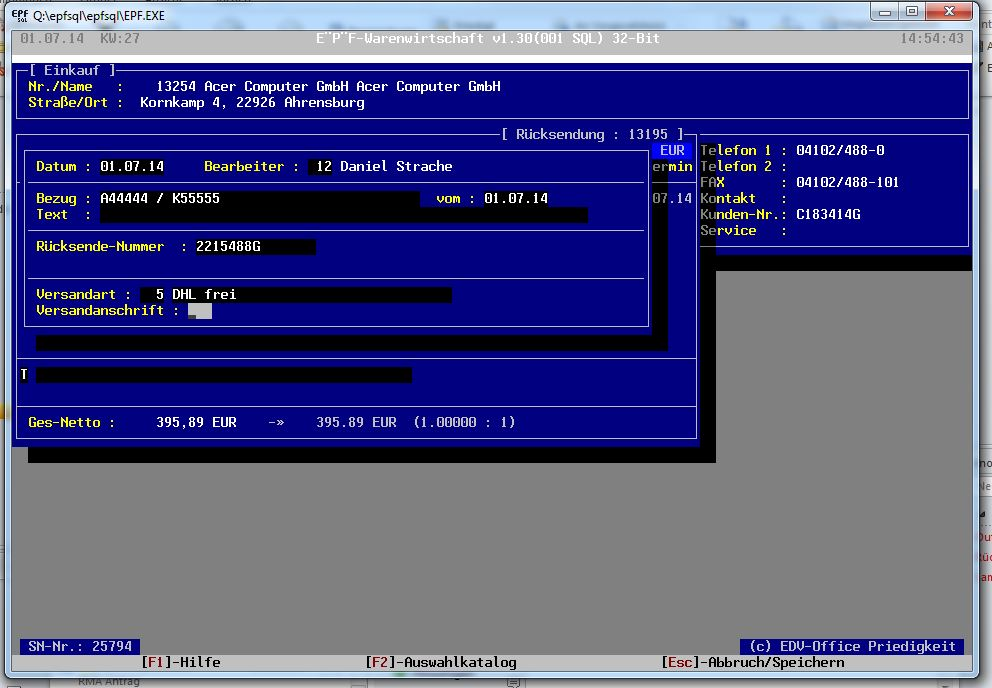 EPF SQL Q:\epfsql\epfsql\EPF.EXE
01.07.14 KW:27 E¨P¨F-Warenwirtschaft v1.30(001 SQL) 32-Bit 14:54:43
[ Einkauf ]
Nr./Name : 13254 Acer Computer GmbH Acer Computer GmbH
Straße/Ort : Kornkamp 4, 22926 Ahrensburg
[ Rücksendung : 13195 ]
EUR
Datum : 01.07.14 Bearbeiter : 12 Daniel Strache
ermin
Bezug : A44444 / K55555 vom : 01.07.14
07.14
Text :
Rücksende-Nummer : 2215488G
Versandart : 5 DHL frei
Versandanschrift :
T
Ges-Netto : 395,89 EUR -» 395.89 EUR (1.00000 : 1)
Telefon 1 : 04102/488-0
Telefon 2 :
FAX : 04102/488-101
Kontakt :
Kunden-Nr.: C183414G
Service :
SN-Nr.: 25794 (c) EDV-Office Priedigkeit
[F1]-Hilfe [F2]-Auswahlkatalog [Esc]-Abbruch/Speichern
RMA Antrag